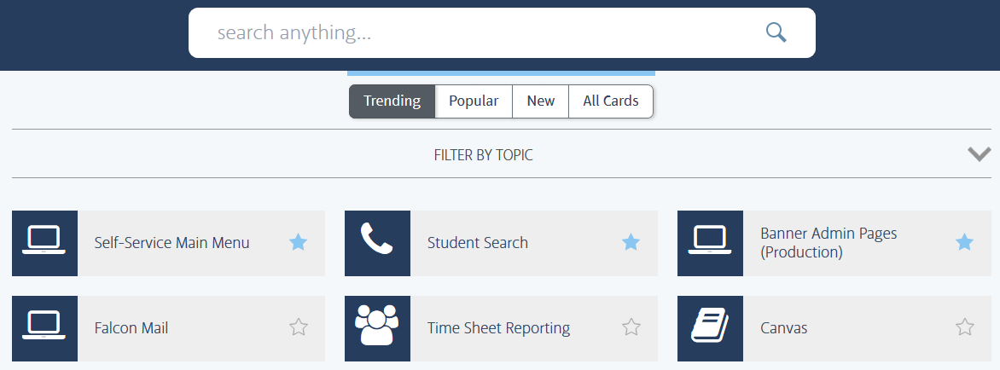 search anything...
Trending
Popular
New
All Cards
FILTER BY TOPIC
Self-Service Main Menu
Student Search
Banner Admin Pages
(Production)
Falcon Mail
Time Sheet Reporting
Canvas